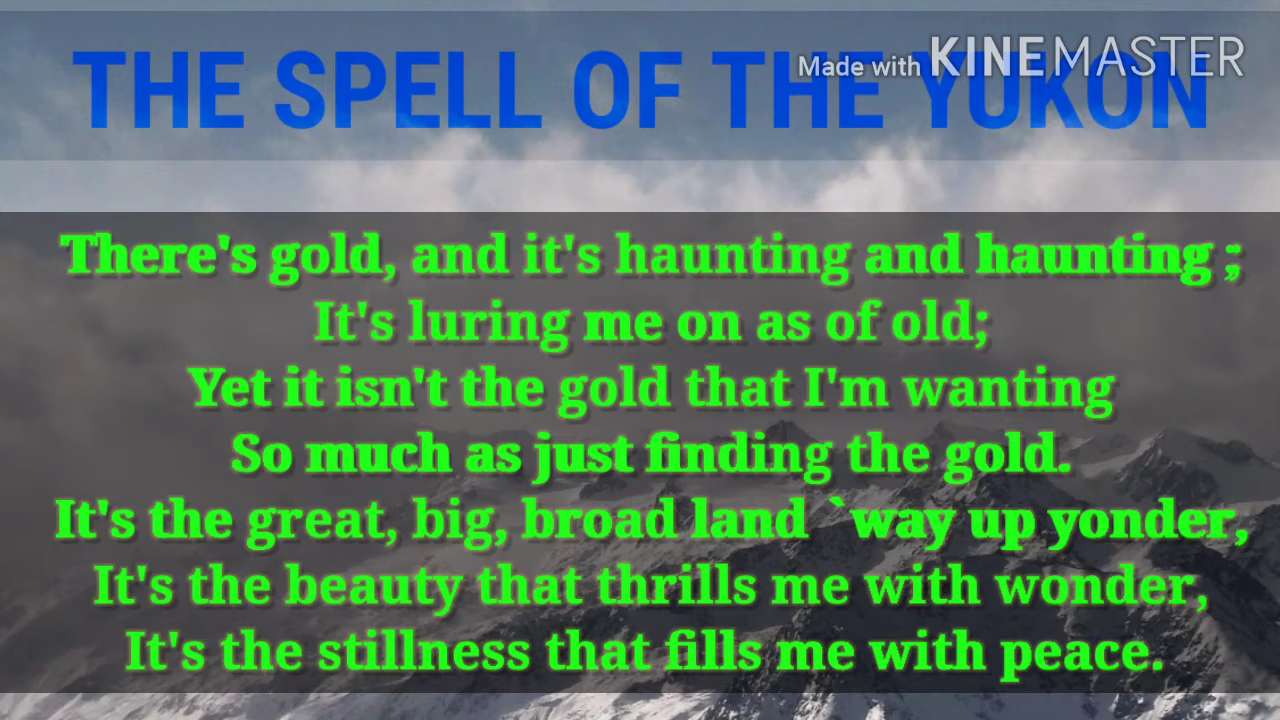 THE SPELL OF THE YUKON
Made with KINEMASTER
There's gold, and it's haunting and haunting ;
It's luring me on as of old;
Yet it isn't the gold that I'm wanting
So much as just finding the gold.
It's the great, big, broad land `way up yonder,
It's the beauty that thrills me with wonder,
It's the stillness that fills me with peace.